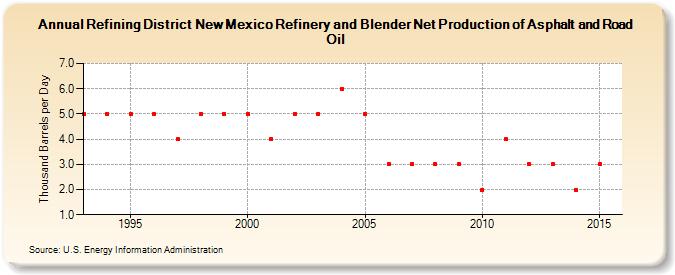 Annual Refining District New Mexico Refinery and Blender Net Production of Asphalt and Road
Oil
Thousand Barrels per Day
7.0
6.0
5.0
4.0
3.0
2.0
1.0
1995 2000 2005 2010 2015
Source: U.S. Energy Information Administration